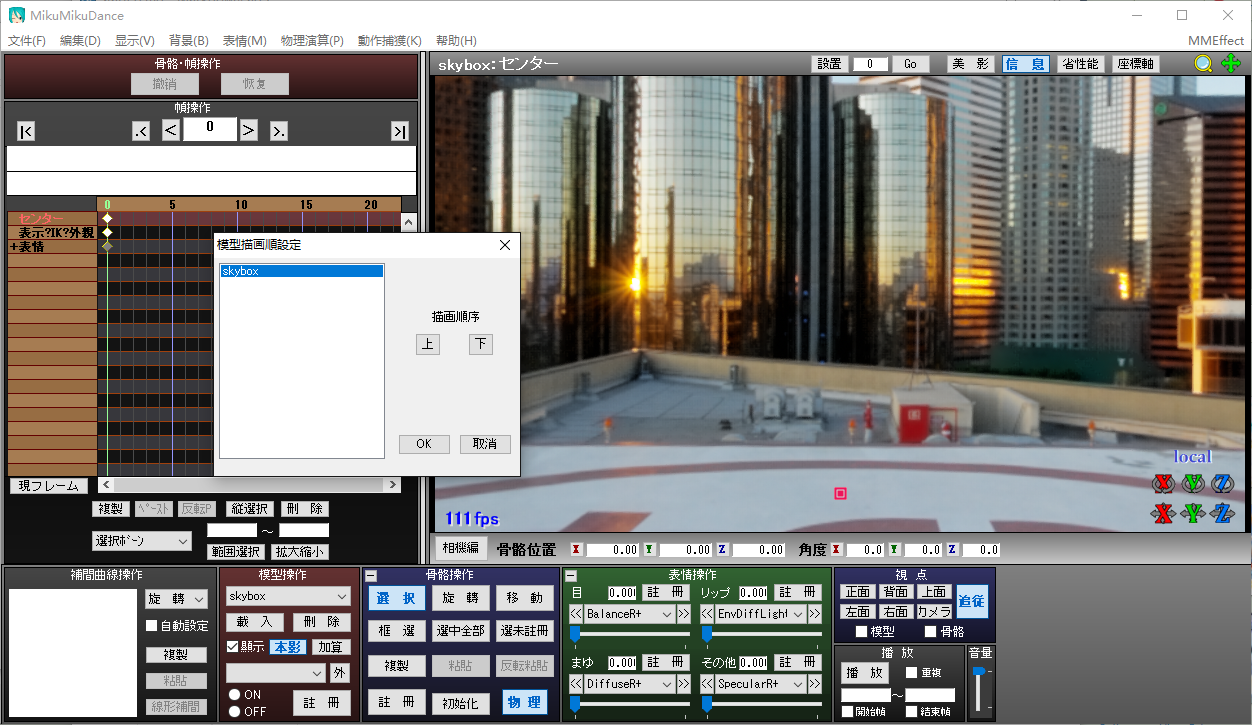 MikuMikuDance
文件(F) 編集(D) 显示(V) 背景(B) 表情(M) 物理演算(P) 動作捕獲(K) 帮助(H) MMEffect
骨骼･幀操作
撤消 恢复
幀操作
|< .< < 0 > >. >|
0 5 10 15 20
センター
表示?IK?外親
+表情
現フレーム < >
複製 ﾍﾟｰｽﾄ 反転P 縦選択 刪 除
選択ﾎﾞｰﾝ ～
範囲選択 拡大縮小
skybox:センター 設置 0 Go 美 影 信 息 省性能 座標軸
模型描画順設定
skybox
描画順序
上 下
OK 取消
local
X Y Z
X Y Z
111 fps
相機編 骨骼位置 X 0.00 Y 0.00 Z 0.00 角度 X 0.0 Y 0.0 Z 0.0
補間曲線操作
旋 轉
自動設定
複製
粘貼
線形補間
模型操作
skybox
載 入 刪 除
顯示 本影 加算
外
ON
OFF
註 冊
骨骼操作
選 択 旋 轉 移 動
框 選 選中全部 選未註冊
複製 粘貼 反転粘貼
註 冊 初始化 物 理
表情操作
目 0.00 註 冊 リップ 0.00 註 冊
<< BalanceR+ >> << EnvDiffLight >>
まゆ 0.00 註 冊 その他 0.00 註 冊
<< DiffuseR+ >> << SpecularR+ >>
視 点
正面 背面 上面
左面 右面 カメラ
追従
模型 骨骼
播 放
播 放 重複
～
開始幀 結束幀
音量